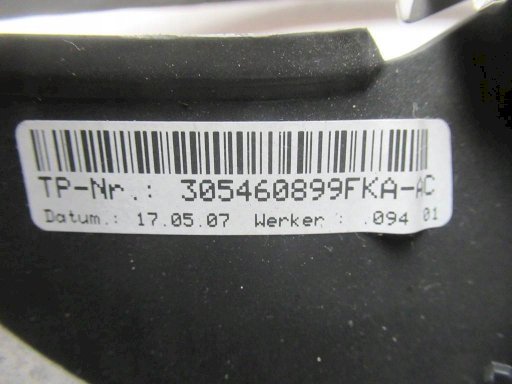 TP-Nr.: 305460899FKA-AC
Datum.: 17.05.07 Werker : .094 01